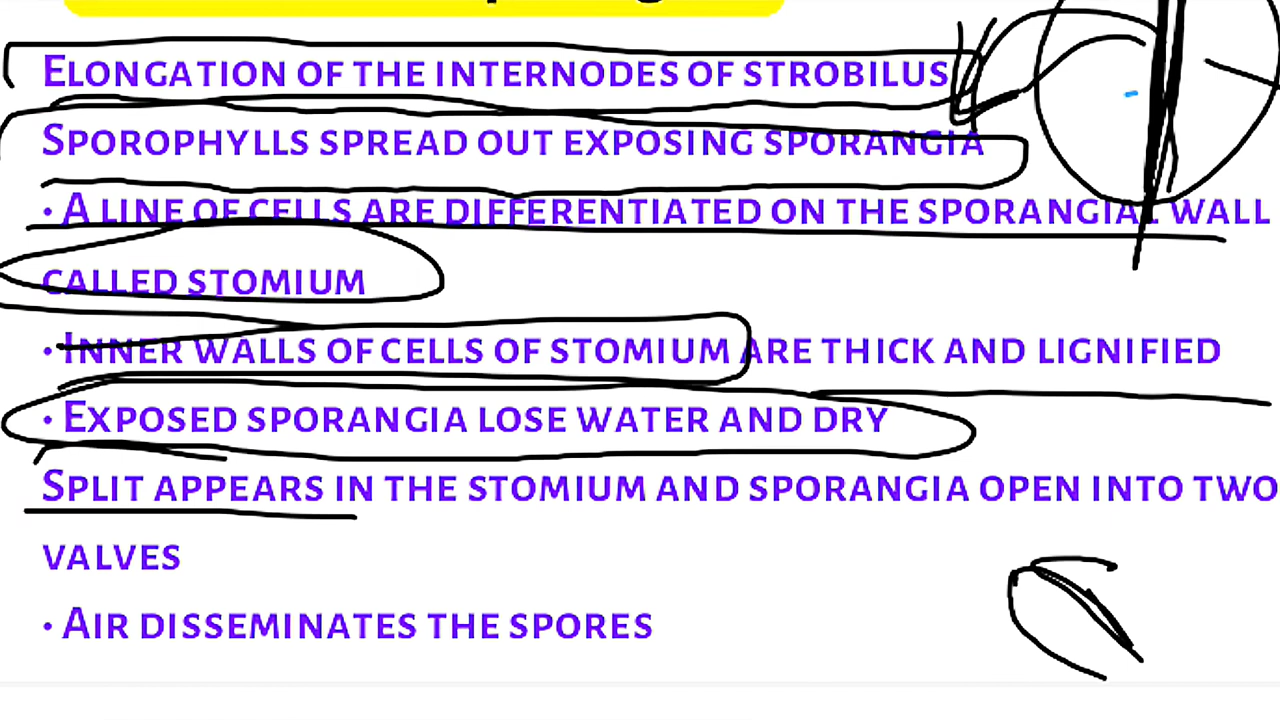 ELONGATION OF THE INTERNODES OF STROBILUS
SPOROPHYLLS SPREAD OUT EXPOSING SPORANGIA
• A LINE OF CELLS ARE DIFFERENTIATED ON THE SPORANGIAL WALL
CALLED STOMIUM
• INNER WALLS OF CELLS OF STOMIUM ARE THICK AND LIGNIFIED
• EXPOSED SPORANGIA LOSE WATER AND DRY
SPLIT APPEARS IN THE STOMIUM AND SPORANGIA OPEN INTO TWO
VALVES
• AIR DISSEMINATES THE SPORES